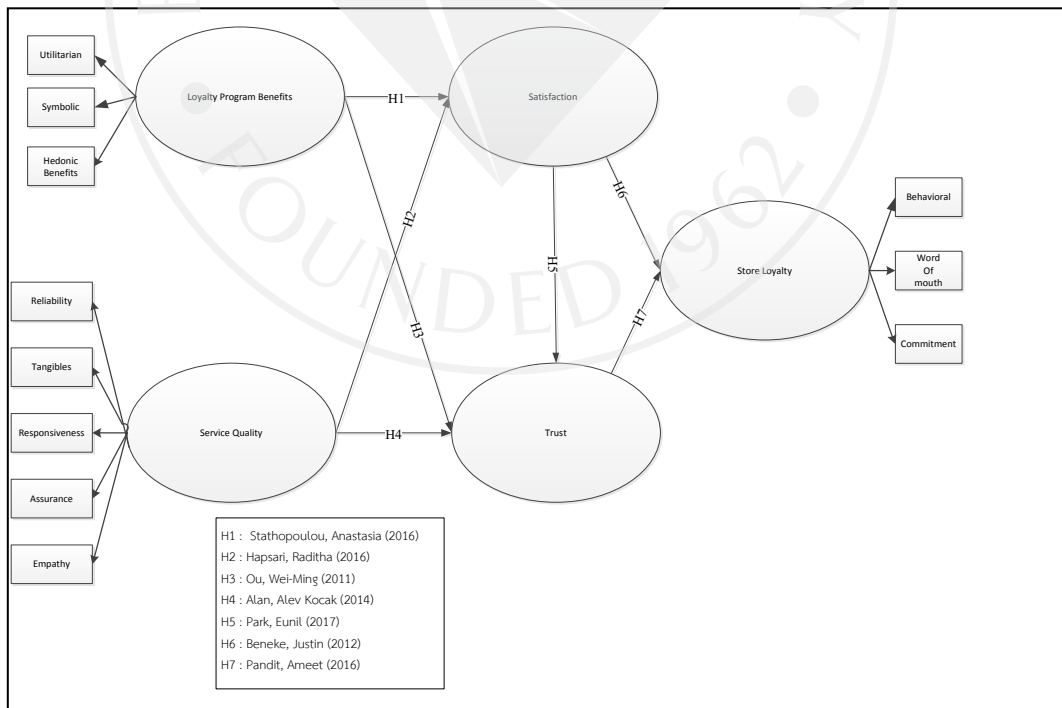 Utilitarian
Symbolic
Hedonic
Benefits
Loyalty Program Benefits
H1
Satisfaction
H2
H3
H5
H6
H7
Store Loyalty
Behavioral
Word
Of
mouth
Commitment
Reliability
Tangibles
Responsiveness
Assurance
Empathy
Service Quality
H4
Trust
H1 : Stathopoulou, Anastasia (2016)
H2 : Hapsari, Raditha (2016)
H3 : Ou, Wei-Ming (2011)
H4 : Alan, Alev Kocak (2014)
H5 : Park, Eunil (2017)
H6 : Beneke, Justin (2012)
H7 : Pandit, Ameet (2016)
FOUNDED 1962